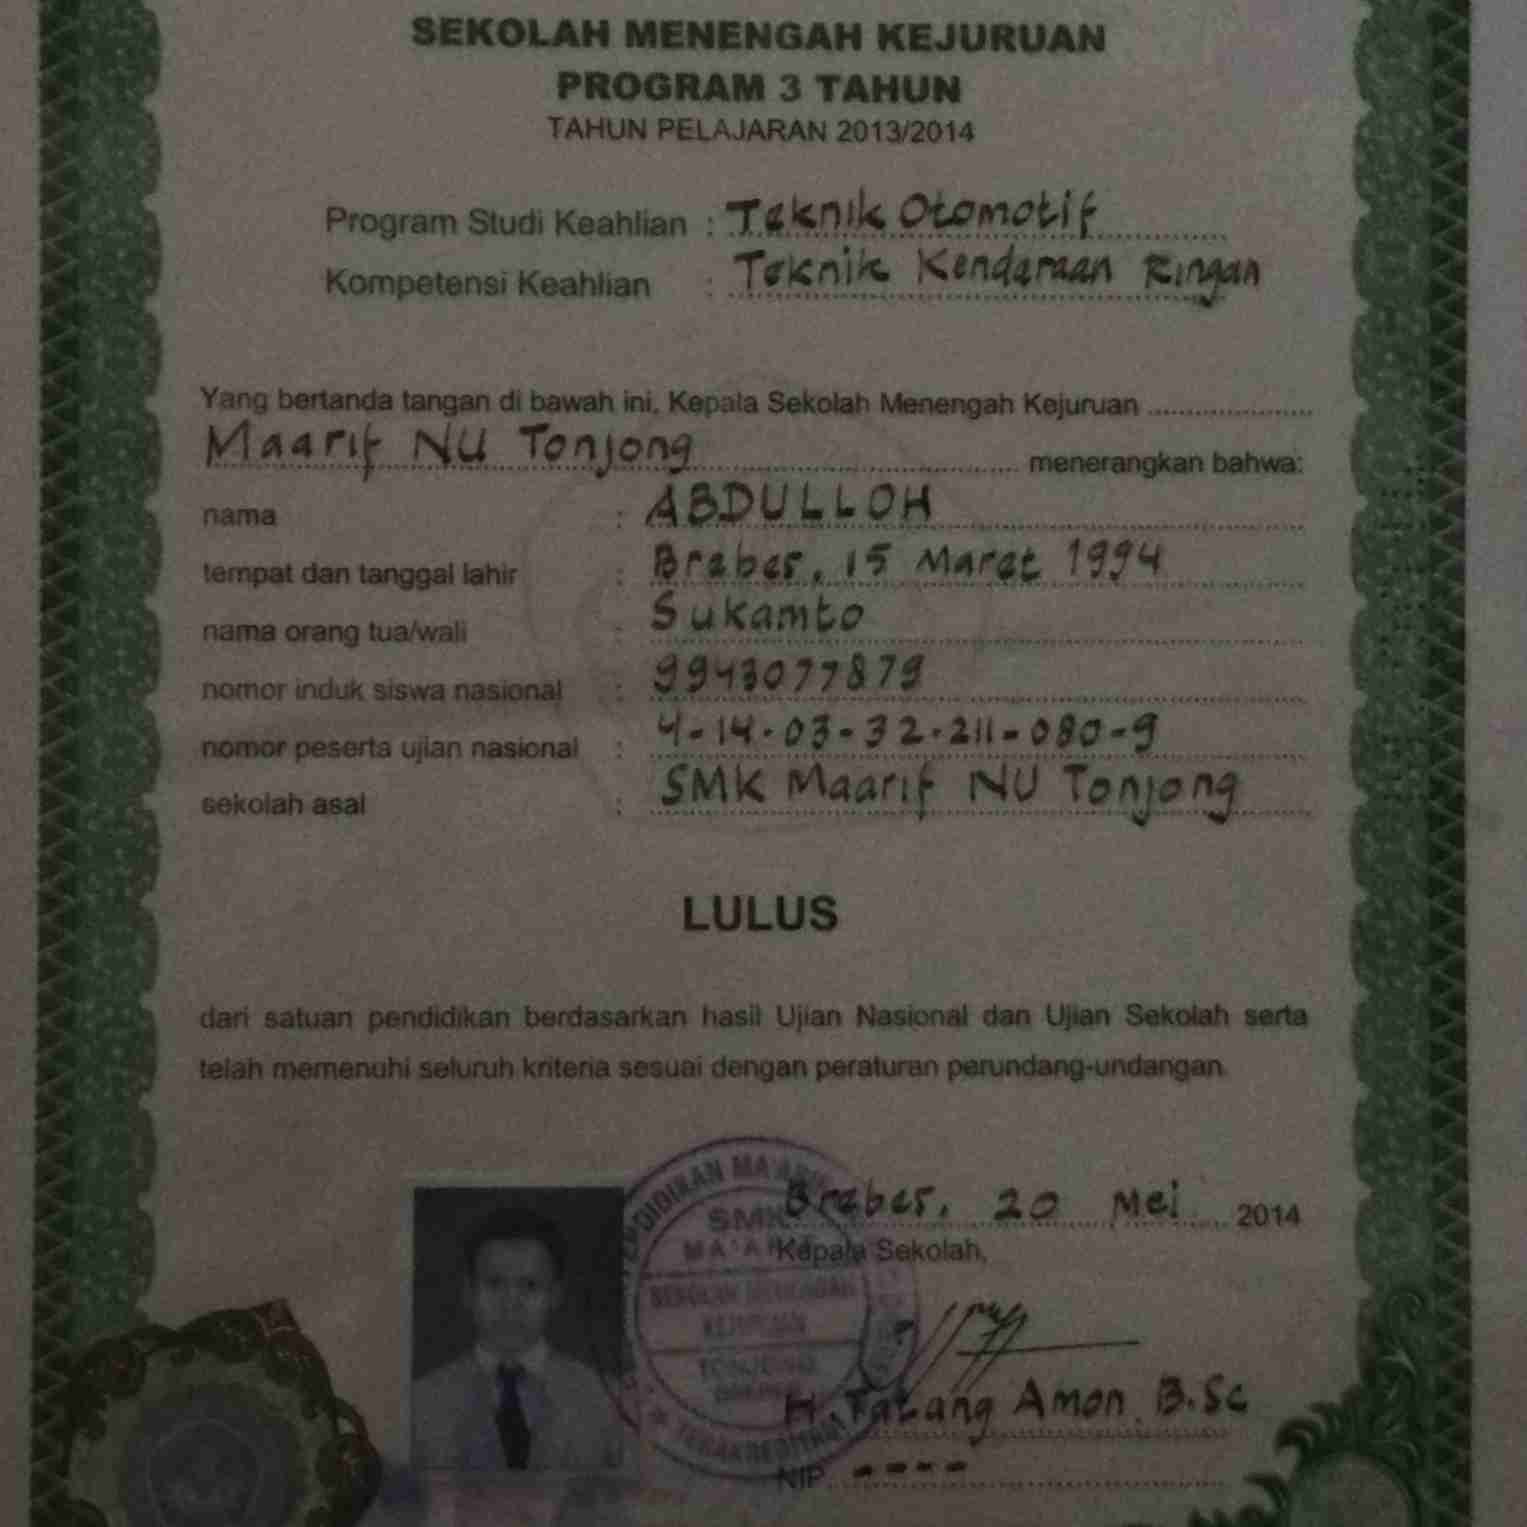 SEKOLAH MENENGAH KEJURUAN
PROGRAM 3 TAHUN
TAHUN PELAJARAN 2013/2014
Program Studi Keahlian : Teknik Otomotif
Kompetensi Keahlian : Teknik Kendaraan Ringan
Yang bertanda tangan di bawah ini, Kepala Sekolah Menengah Kejuruan
Maarif NU Tonjong menerangkan bahwa:
nama : ABDULLOH
tempat dan tanggal lahir : Brebes, 15 Maret 1994
nama orang tua/wali : Sukamto
nomor induk siswa nasional : 9943077879
nomor peserta ujian nasional : 4-14-03-32-211-080-9
sekolah asal : SMK Maarif NU Tonjong
LULUS
dari satuan pendidikan berdasarkan hasil Ujian Nasional dan Ujian Sekolah serta
telah memenuhi seluruh kriteria sesuai dengan peraturan perundang-undangan.
Brebes, 20 Mei 2014
Kepala Sekolah,
SMK
SEKOLAH MENENGAH
KEJURUAN
H. Tatang Amon B.Sc
NIP. ----